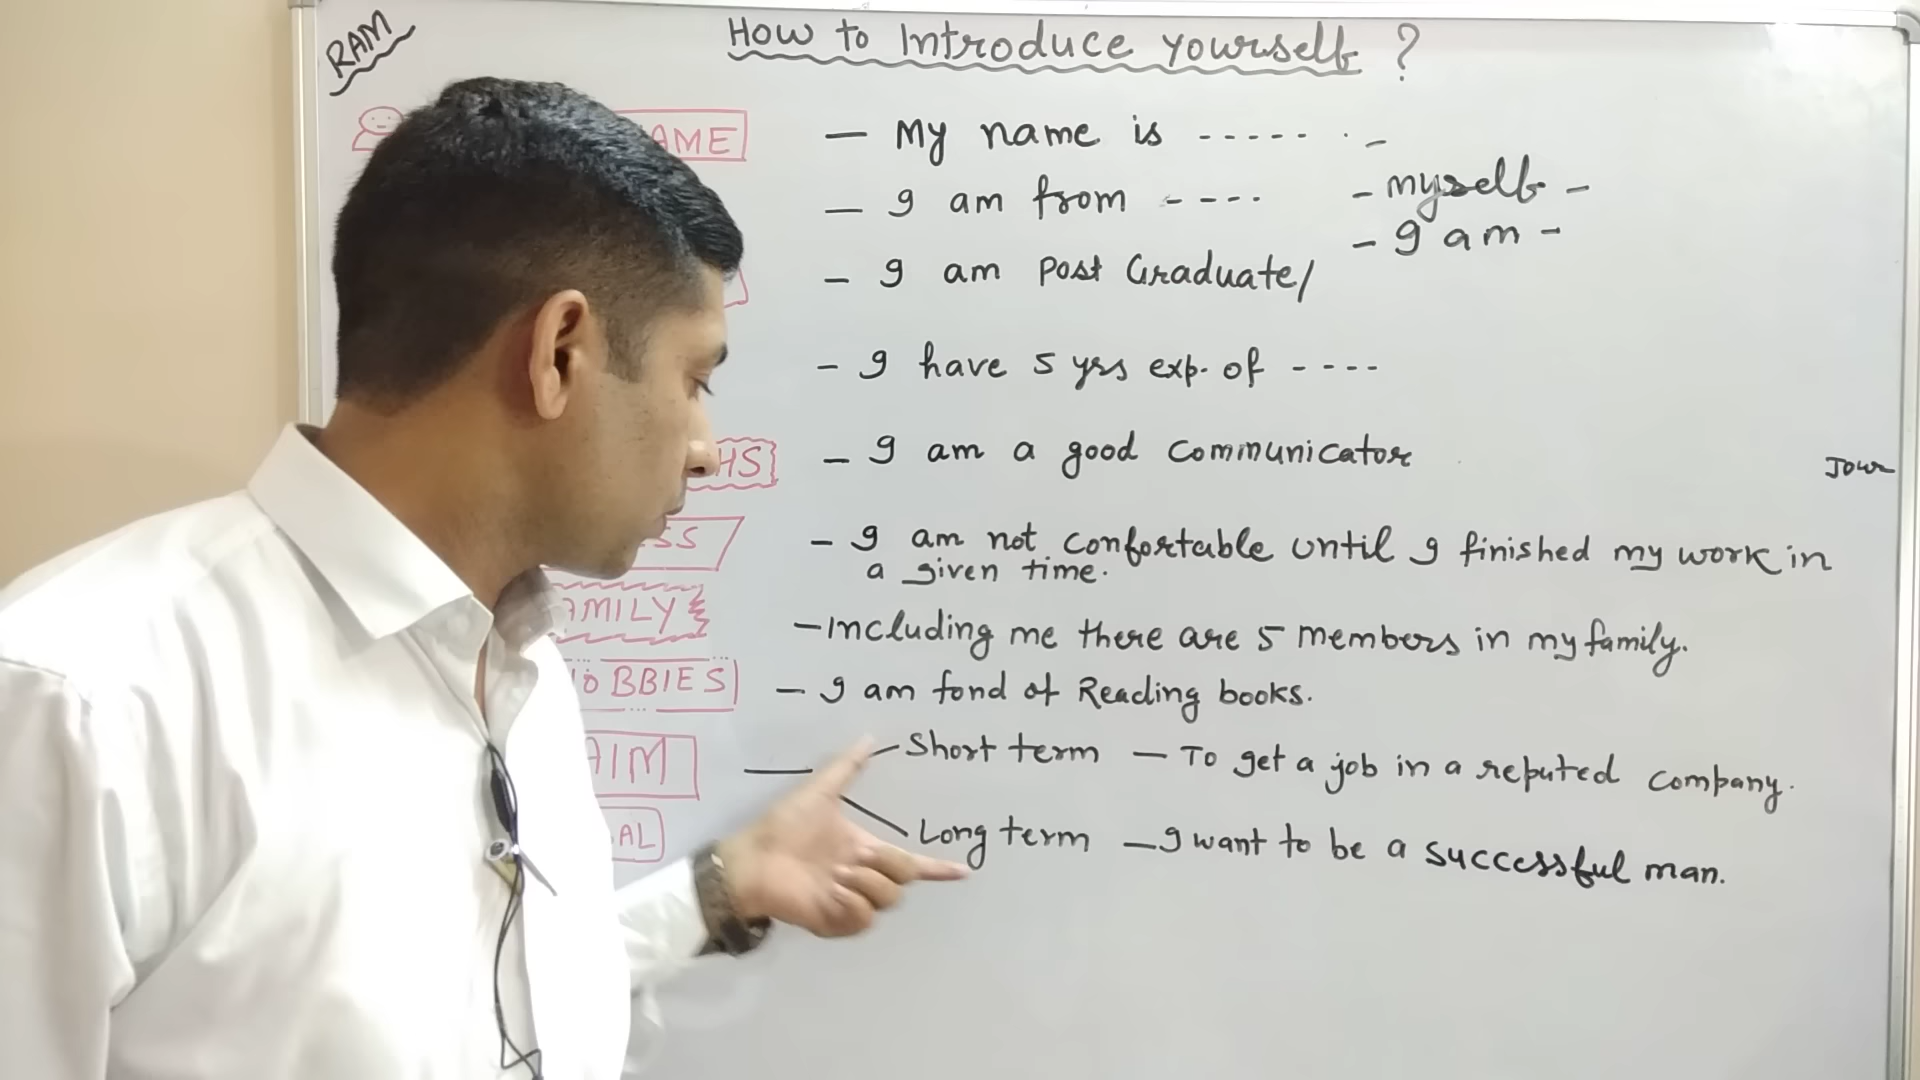 RAM
How to Introduce yourself ?
AME
- My name is ----- . -
- I am from ----
- myself -
- I am -
- I am Post Graduate/
- I have 5 yrs exp. of ----
HS
- I am a good communicator
Jour
SS
- I am not comfortable until I finished my work in
a given time.
AMILY
- Including me there are 5 members in my family.
OBBIES
- I am fond of Reading books.
AIM
Short term - To get a job in a reputed company.
AL
Long term - I want to be a successful man.